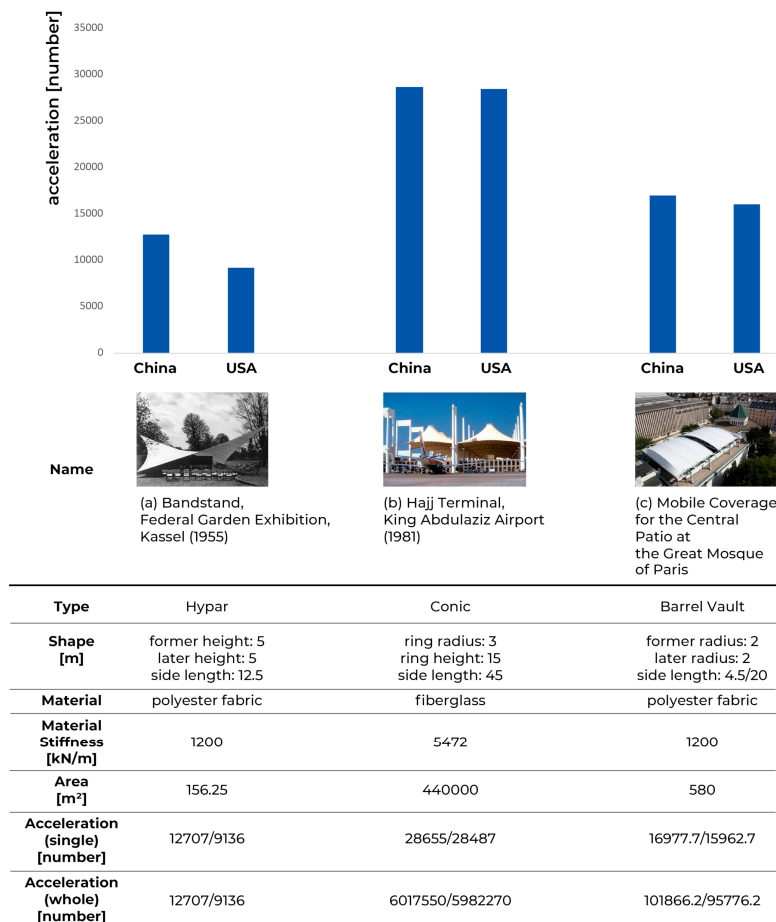 acceleration [number]
35000
30000
25000
20000
15000
10000
5000
0
China
USA
China
USA
China
USA
Name
(a) Bandstand,
Federal Garden Exhibition,
Kassel (1955)
(b) Hajj Terminal,
King Abdulaziz Airport
(1981)
(c) Mobile Coverage
for the Central
Patio at
the Great Mosque
of Paris
Type
Hypar
Conic
Barrel Vault
Shape
[m]
former height: 5
later height: 5
side length: 12.5
ring radius: 3
ring height: 15
side length: 45
former radius: 2
later radius: 2
side length: 4.5/20
Material
polyester fabric
fiberglass
polyester fabric
Material
Stiffness
[kN/m]
1200
5472
1200
Area
[m²]
156.25
440000
580
Acceleration
(single)
[number]
12707/9136
28655/28487
16977.7/15962.7
Acceleration
(whole)
[number]
12707/9136
6017550/5982270
101866.2/95776.2